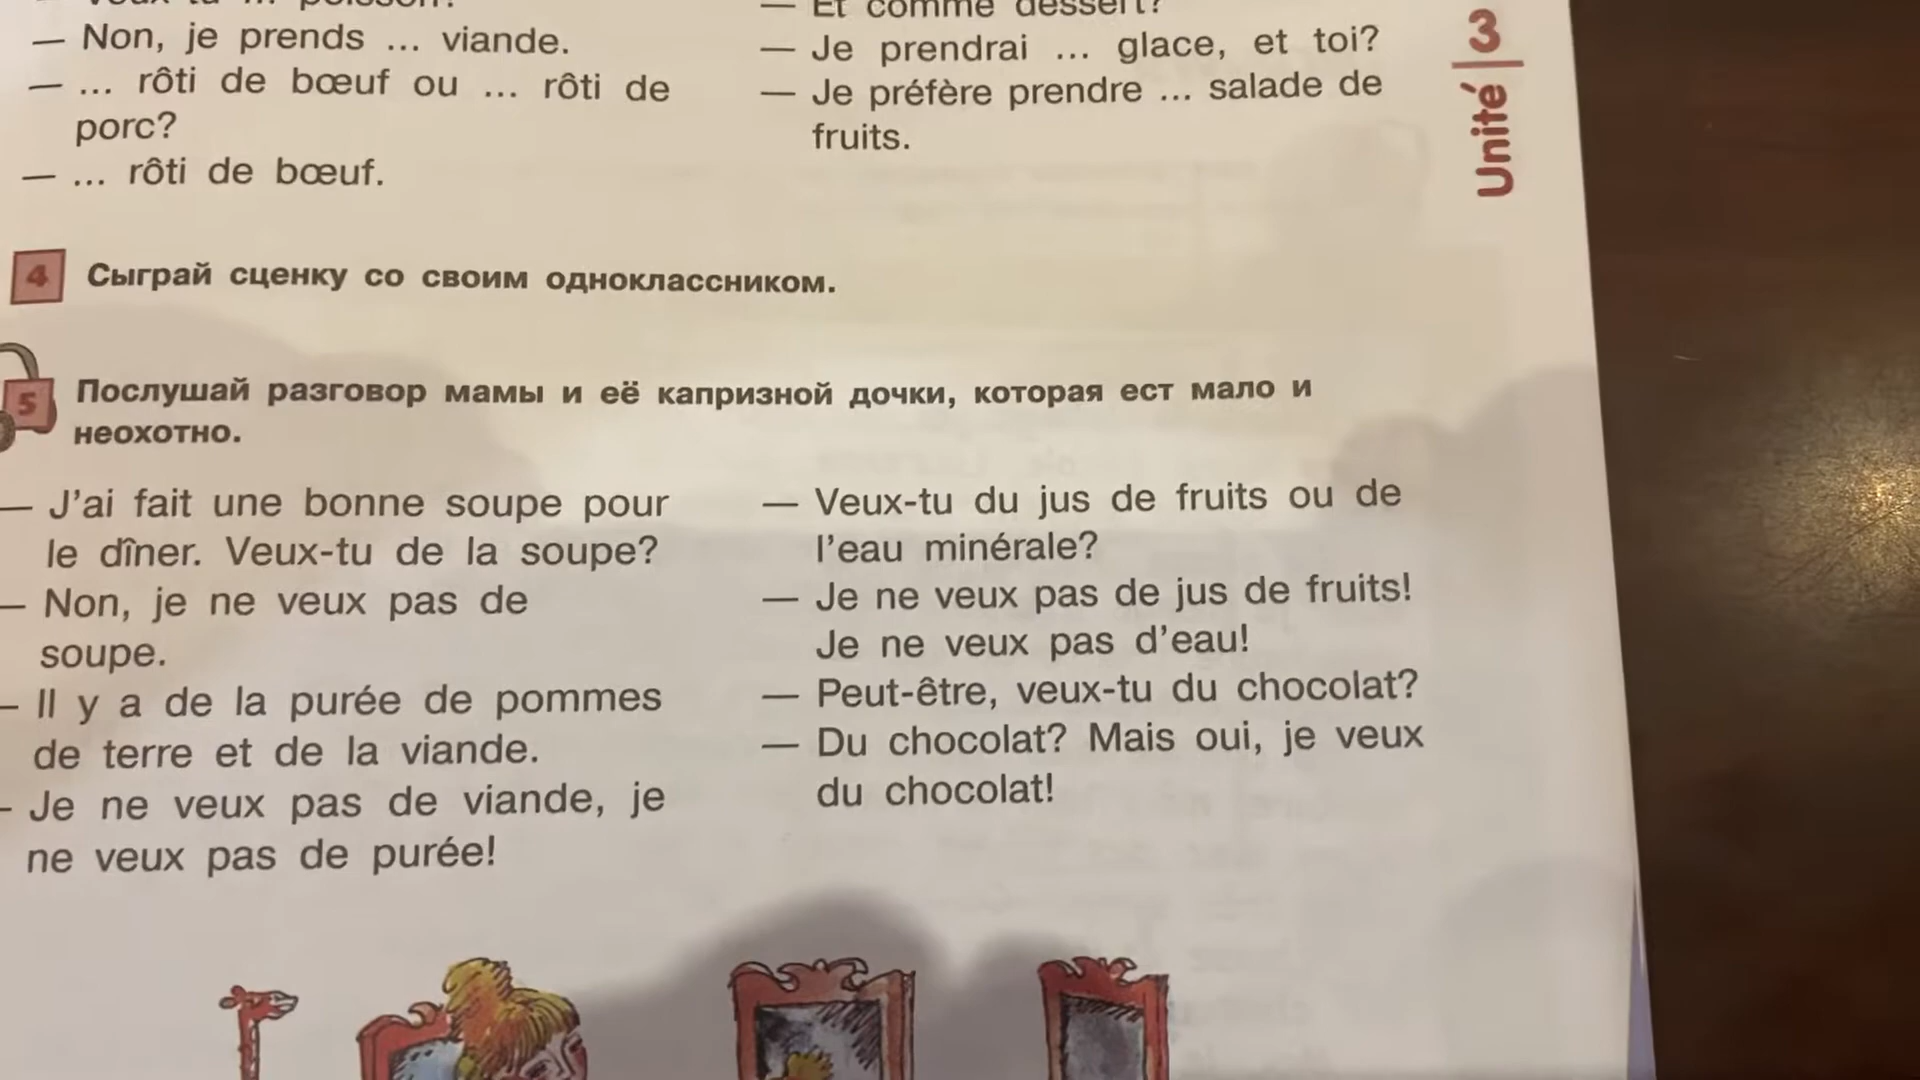 Veux-tu ... poisson?
— Non, je prends ... viande.
— ... rôti de bœuf ou ... rôti de
porc?
— ... rôti de bœuf.
— Et comme dessert?
— Je prendrai ... glace, et toi?
— Je préfère prendre ... salade de
fruits.
Unité 3
4 Сыграй сценку со своим одноклассником.
5 Послушай разговор мамы и её капризной дочки, которая ест мало и
неохотно.
— J'ai fait une bonne soupe pour
le dîner. Veux-tu de la soupe?
— Non, je ne veux pas de
soupe.
— Il y a de la purée de pommes
de terre et de la viande.
- Je ne veux pas de viande, je
ne veux pas de purée!
— Veux-tu du jus de fruits ou de
l'eau minérale?
— Je ne veux pas de jus de fruits!
Je ne veux pas d'eau!
— Peut-être, veux-tu du chocolat?
— Du chocolat? Mais oui, je veux
du chocolat!